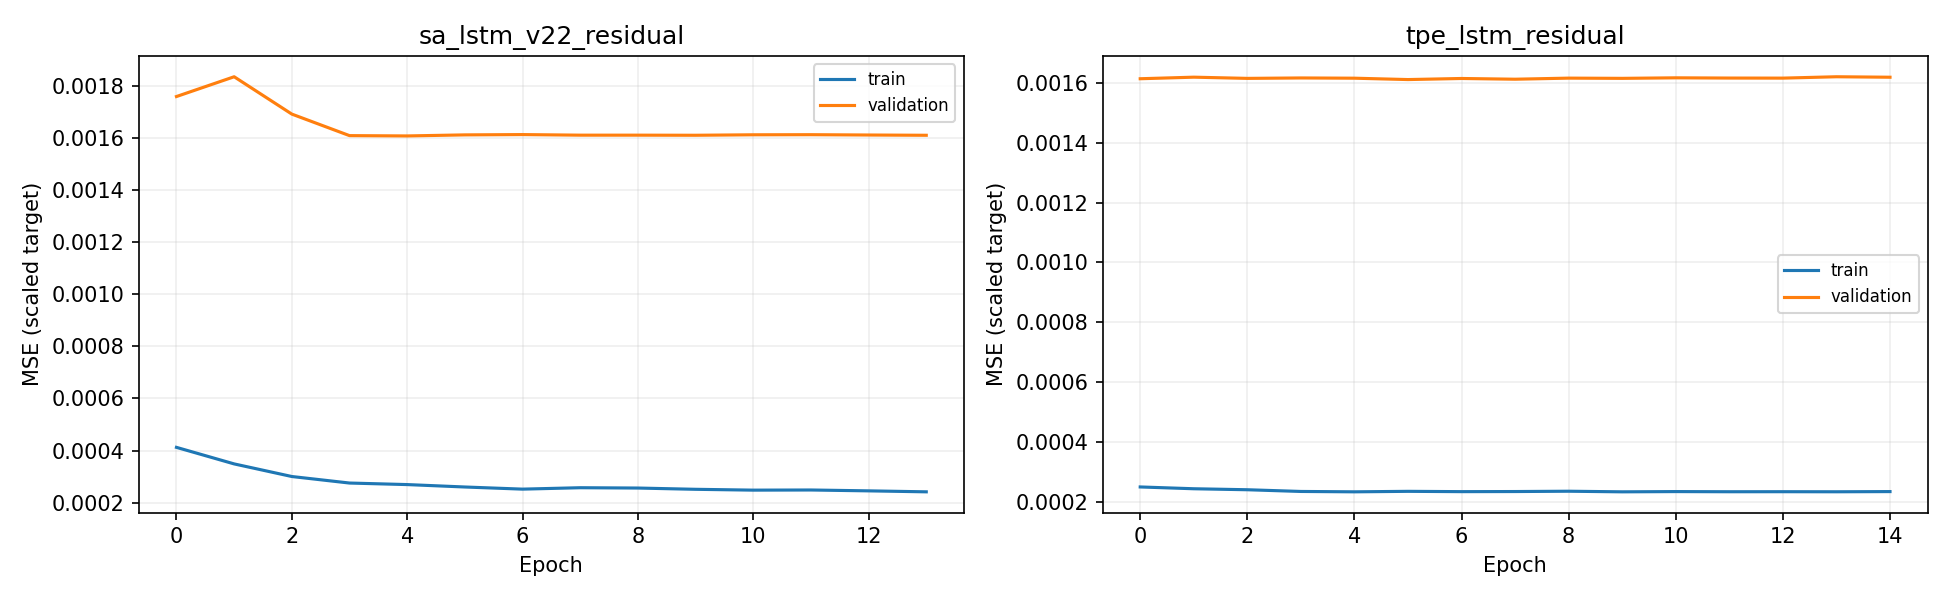 sa_lstm_v22_residual
MSE (scaled target)
0.0018
0.0016
0.0014
0.0012
0.0010
0.0008
0.0006
0.0004
0.0002
train
validation
0 2 4 6 8 10 12
Epoch
tpe_lstm_residual
MSE (scaled target)
0.0016
0.0014
0.0012
0.0010
0.0008
0.0006
0.0004
0.0002
train
validation
0 2 4 6 8 10 12 14
Epoch